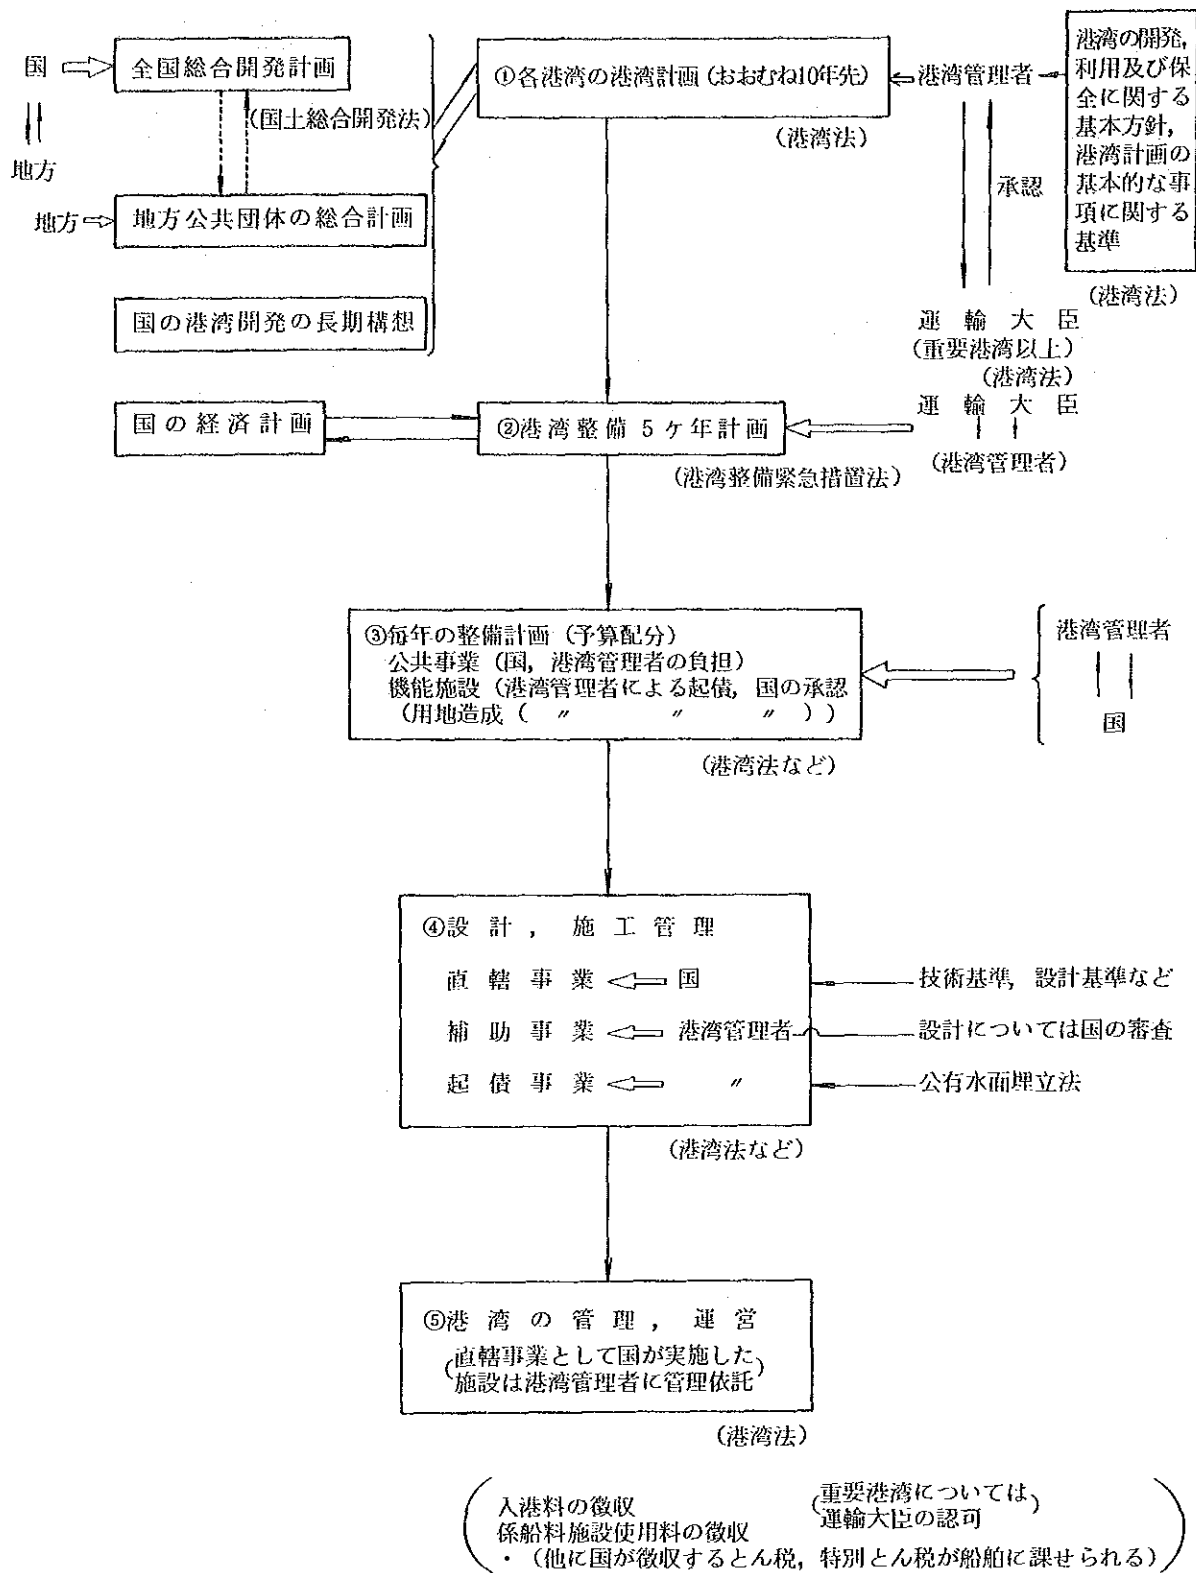 国
全国総合開発計画
(国土総合開発法)
地方
地方
地方公共団体の総合計画
国の港湾開発の長期構想
①各港湾の港湾計画(おおむね10年先)
(港湾法)
港湾管理者
承認
港湾の開発,
利用及び保
全に関する
基本方針,
港湾計画の
基本的な事
項に関する
基準
(港湾法)
運輸大臣
(重要港湾以上)
(港湾法)
国の経済計画
②港湾整備5ヶ年計画
(港湾整備緊急措置法)
運輸大臣
(港湾管理者)
③毎年の整備計画(予算配分)
公共事業(国,港湾管理者の負担)
機能施設(港湾管理者による起債,国の承認
(用地造成( 〃 〃 〃 ))
(港湾法など)
港湾管理者
国
④設計,施工管理
直轄事業 国
補助事業 港湾管理者
起債事業 〃
(港湾法など)
技術基準,設計基準など
設計については国の審査
公有水面埋立法
⑤港湾の管理,運営
(直轄事業として国が実施した
施設は港湾管理者に管理依託)
(港湾法)
入港料の徴収 (重要港湾については
係船料施設使用料の徴収 運輸大臣の認可)
・(他に国が徴収するとん税,特別とん税が船舶に課せられる)